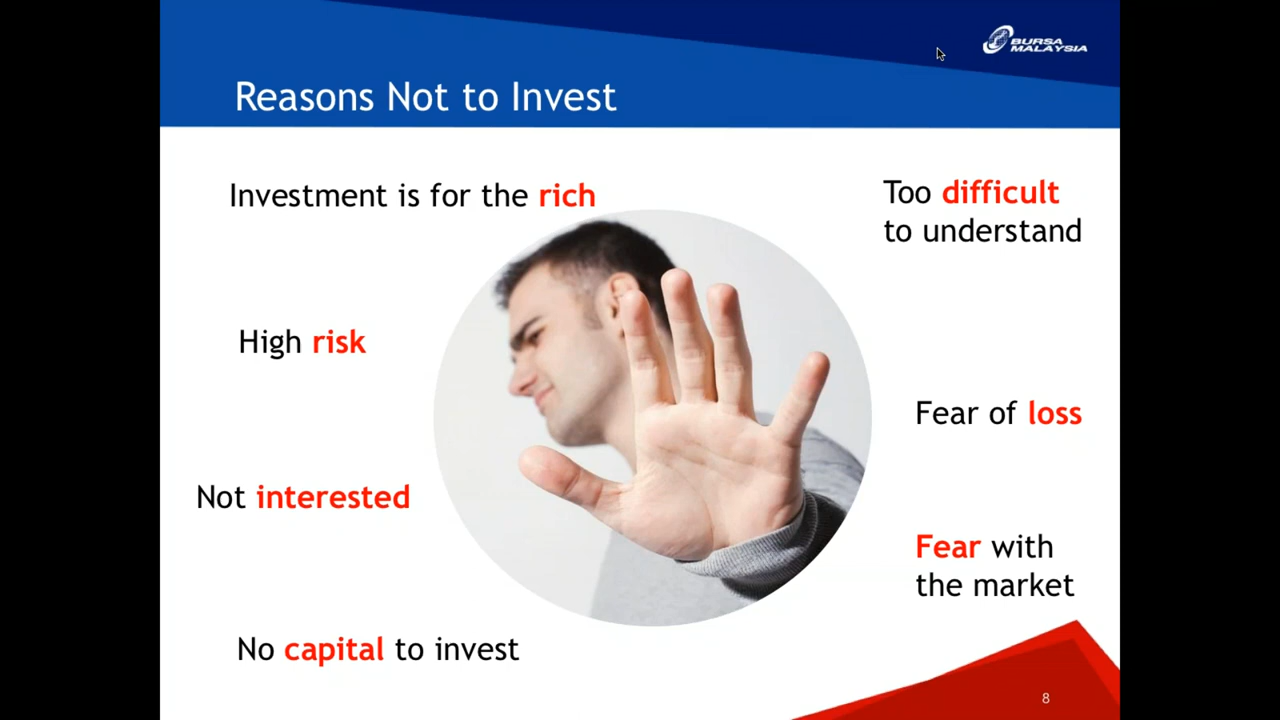 BURSA
MALAYSIA
Reasons Not to Invest
Investment is for the rich
Too difficult
to understand
High risk
Fear of loss
Not interested
Fear with
the market
No capital to invest
8